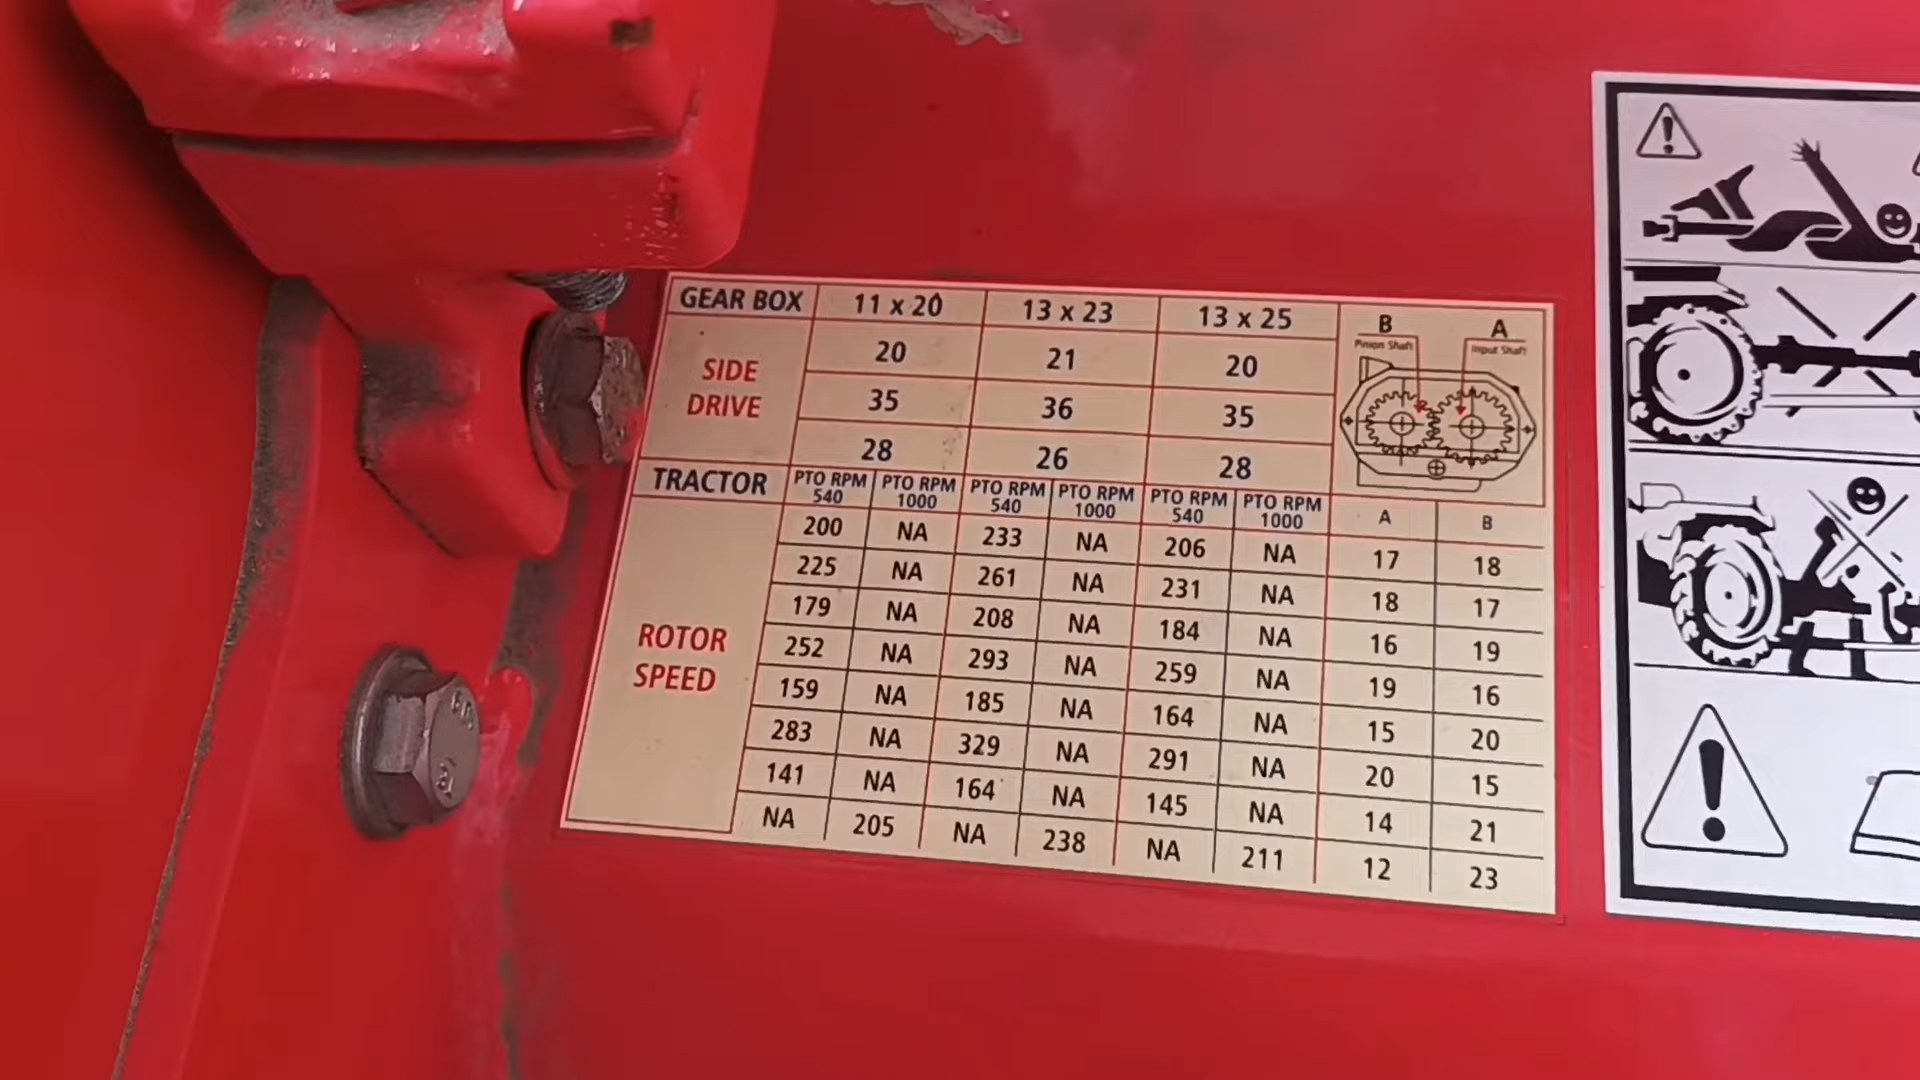 GEAR BOX 11 x 20 13 x 23 13 x 25
B A
Pinion Shaft Input Shaft
SIDE DRIVE
20 21 20
35 36 35
28 26 28
TRACTOR PTO RPM 540 PTO RPM 1000 PTO RPM 540 PTO RPM 1000 PTO RPM 540 PTO RPM 1000 A B
ROTOR SPEED
200 NA 233 NA 206 NA 17 18
225 NA 261 NA 231 NA 18 17
179 NA 208 NA 184 NA 16 19
252 NA 293 NA 259 NA 19 16
159 NA 185 NA 164 NA 15 20
283 NA 329 NA 291 NA 20 15
141 NA 164 NA 145 NA 14 21
NA 205 NA 238 NA 211 12 23